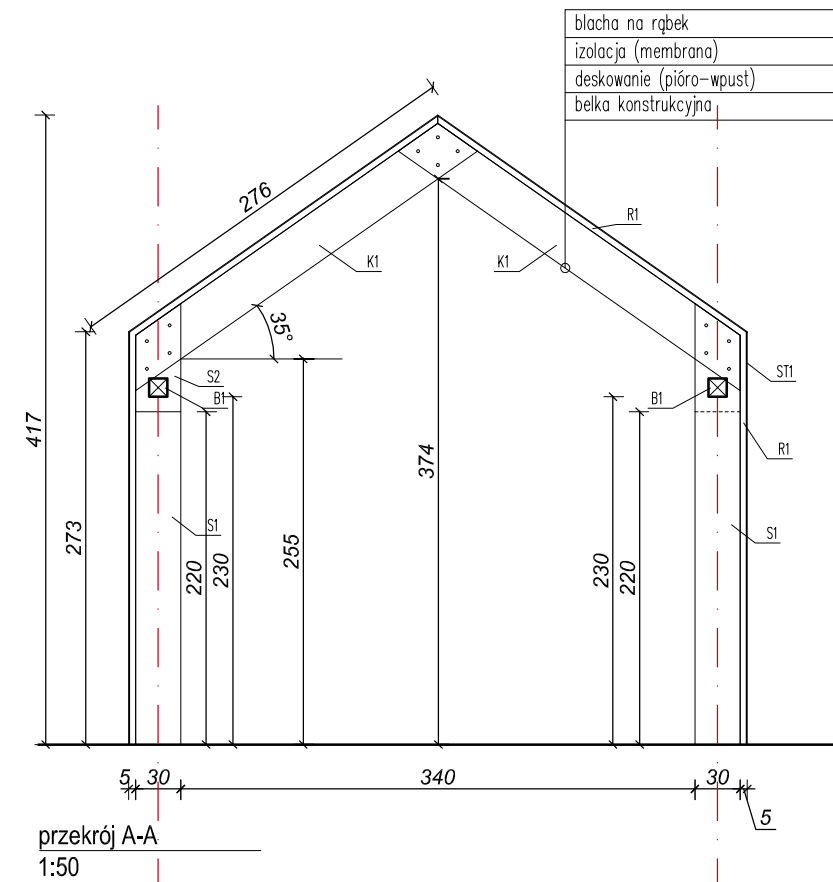 blacha na rąbek
izolacja (membrana)
deskowanie (pióro-wpust)
belka konstrukcyjna
276
R1
K1
K1
35°
S2
ST1
B1
B1
417
374
R1
273
S1
S1
220
230
255
230
220
5
30
340
30
5
przekrój A-A
1:50